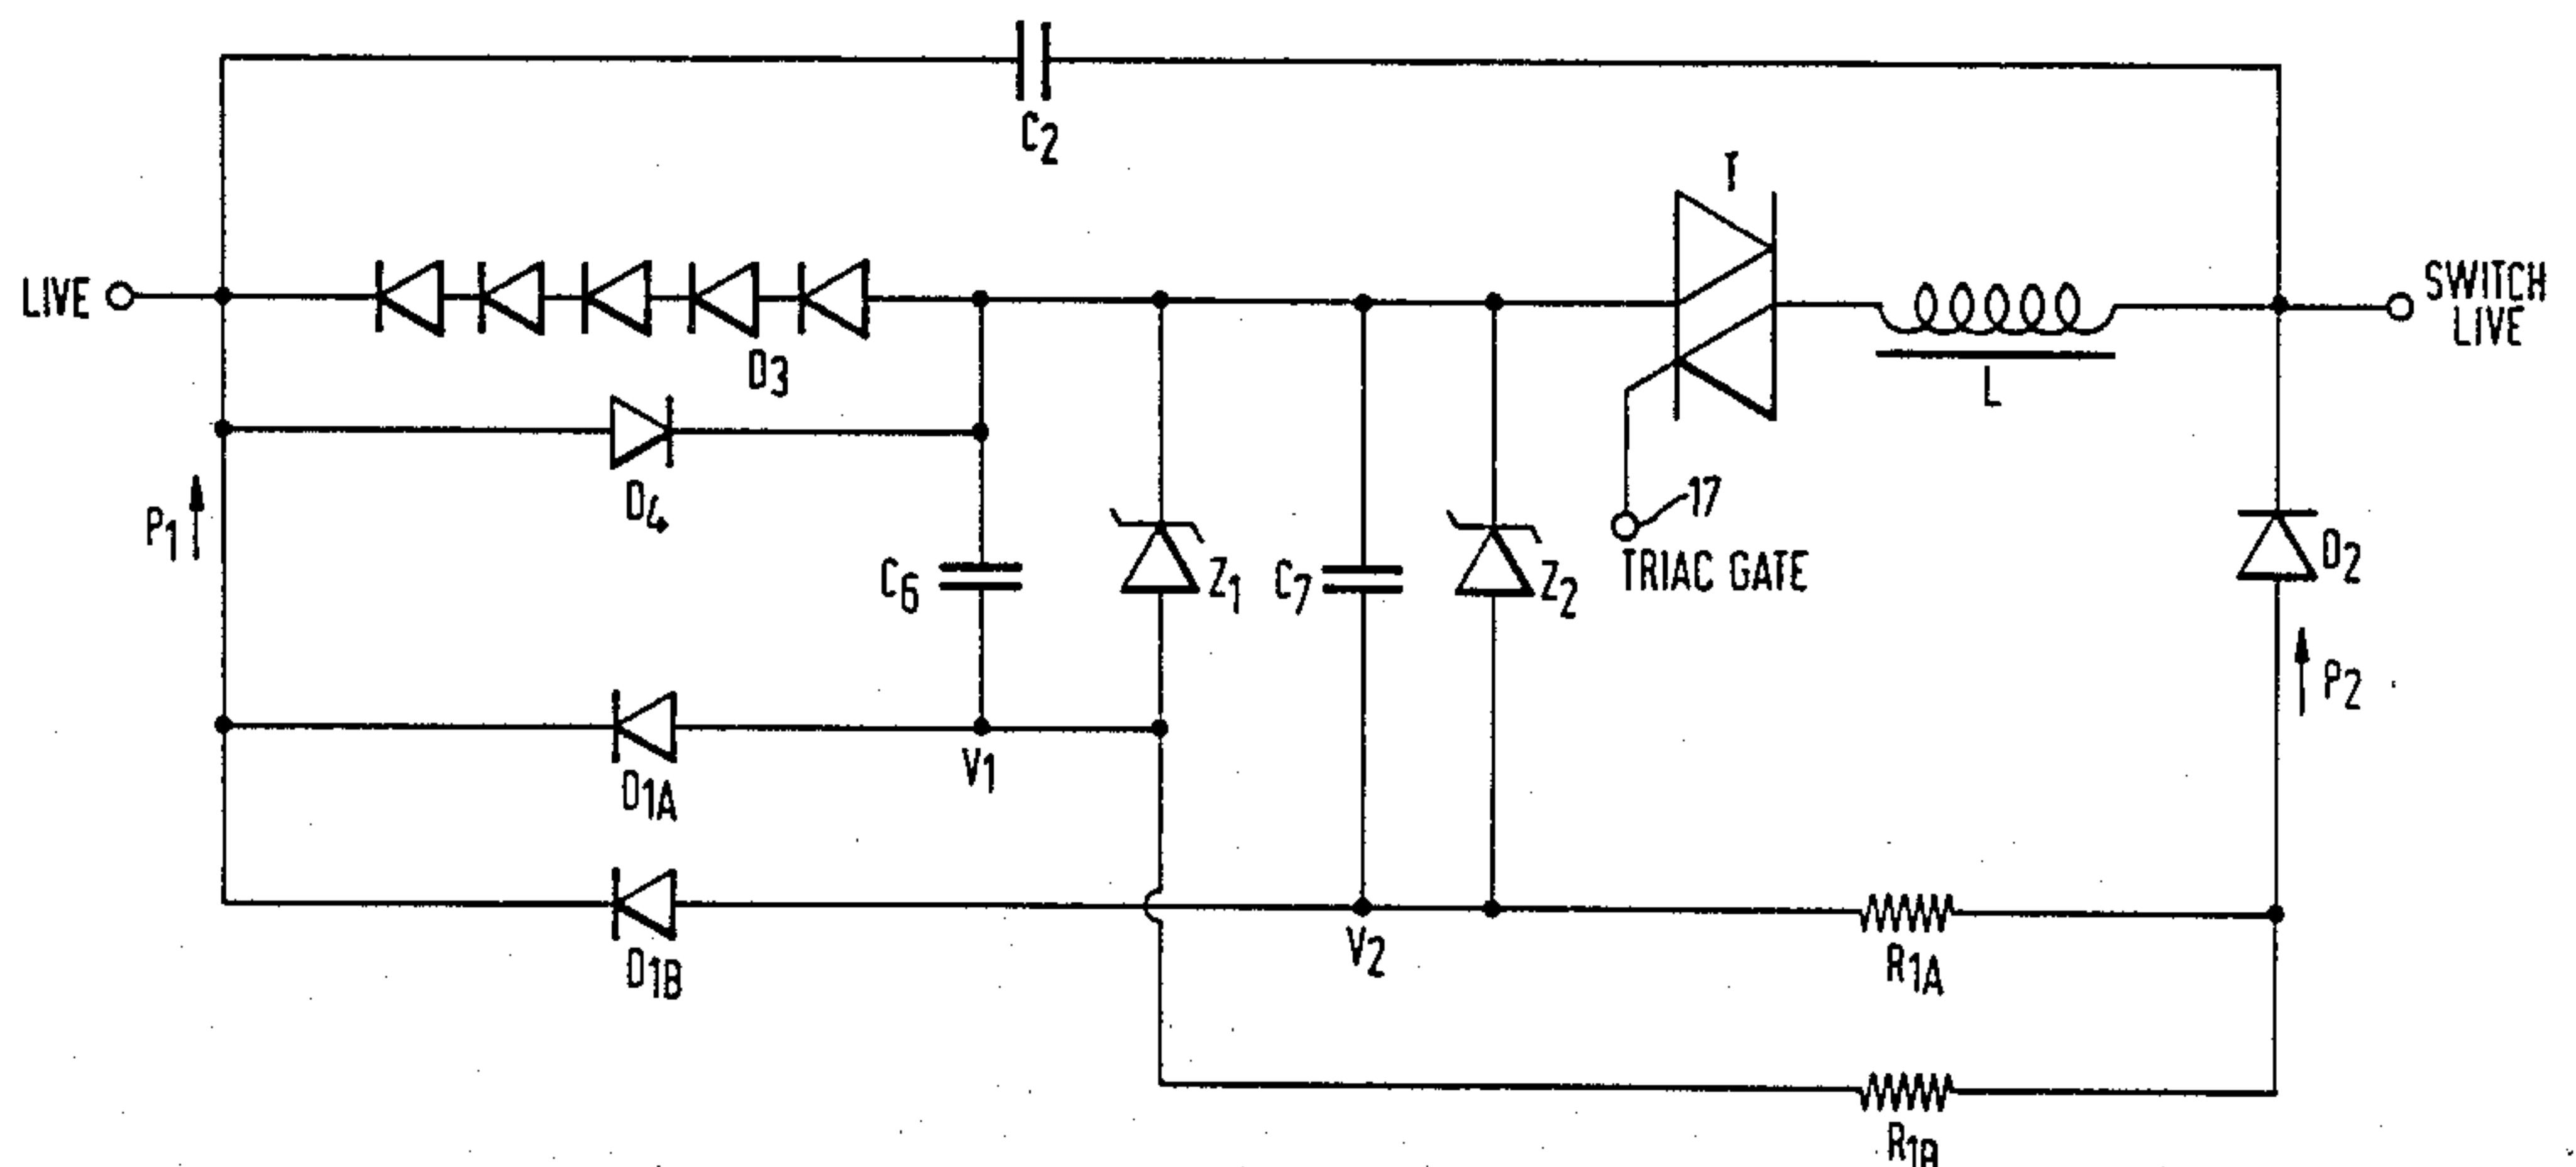 C2
T
LIVE
SWITCH
LIVE
D3
L
D4
17
P1
TRIAC GATE
C6
Z1
C7
Z2
D2
P2
V1
D1A
V2
D1B
R1A
R1B